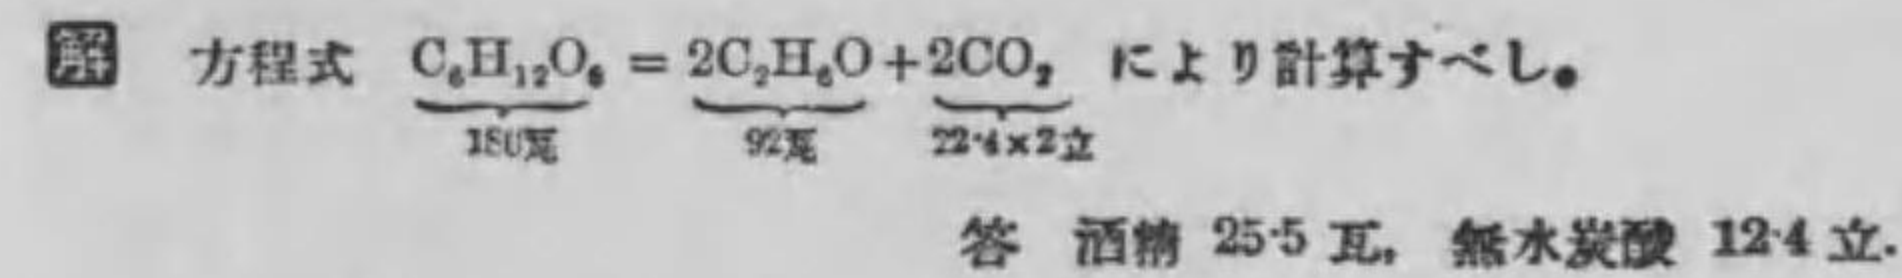 解 方程式 C₆H₁₂O₆ = 2C₂H₆O + 2CO₂ により計算すべし。
180瓦 92瓦 22·4×2立
答 酒精 25·5 瓦, 無水炭酸 12·4 立.